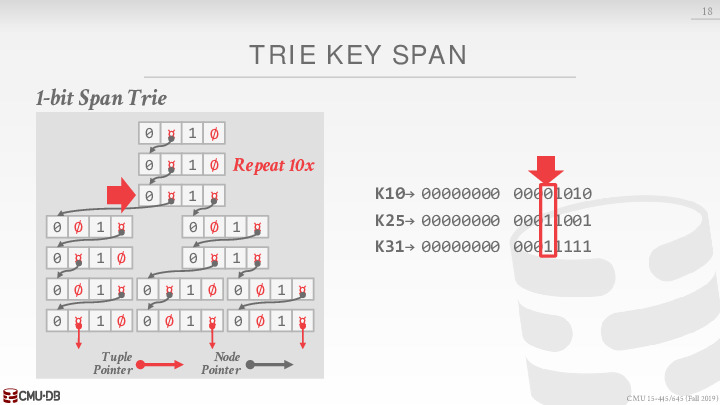 18
TRIE KEY SPAN
1-bit Span Trie
0 ¤ 1 Ø
0 ¤ 1 Ø Repeat 10x
0 ¤ 1 ¤
0 Ø 1 ¤ 0 Ø 1 ¤
0 ¤ 1 Ø 0 ¤ 1 ¤
0 Ø 1 ¤ 0 ¤ 1 Ø 0 Ø 1 ¤
0 ¤ 1 Ø 0 Ø 1 ¤ 0 Ø 1 ¤
Tuple Pointer
Node Pointer
K10→ 00000000 00001010
K25→ 00000000 00011001
K31→ 00000000 00011111
CMU·DB
CMU 15-445/645 (Fall 2019)